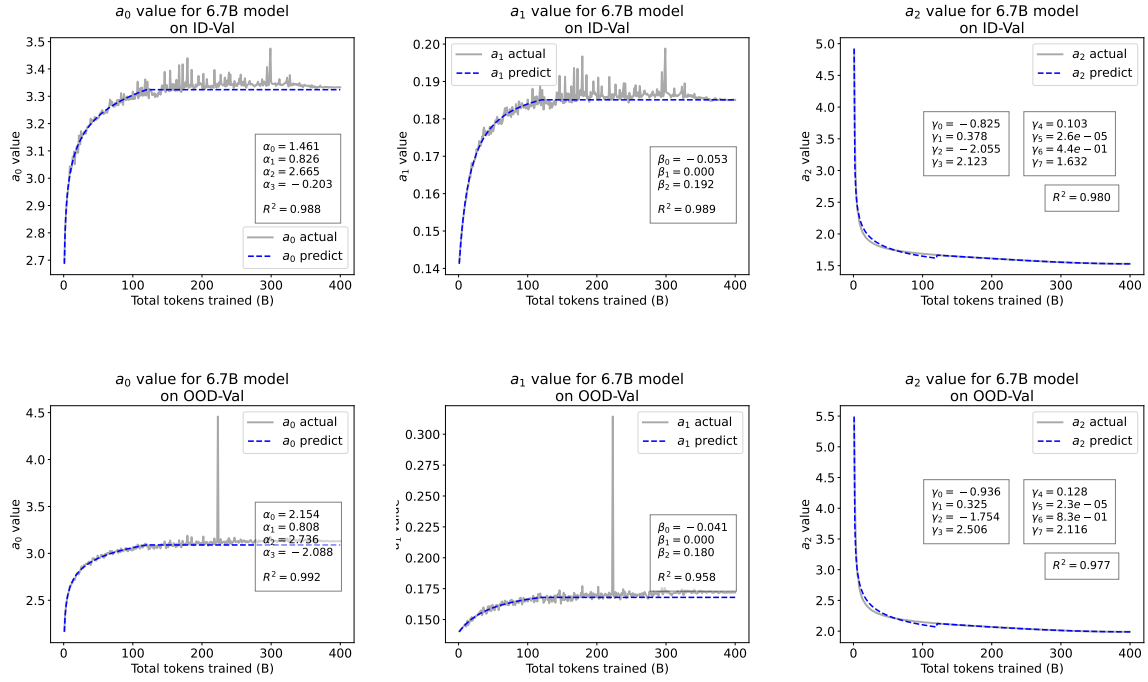 a₀ value for 6.7B model
on ID-Val
a₀ value
3.5
3.4
3.3
3.2
3.1
3.0
2.9
2.8
2.7
α₀ = 1.461
α₁ = 0.826
α₂ = 2.665
α₃ = −0.203
R² = 0.988
a₀ actual
a₀ predict
0 100 200 300 400
Total tokens trained (B)
a₁ value for 6.7B model
on ID-Val
a₁ value
0.20
0.19
0.18
0.17
0.16
0.15
0.14
a₁ actual
a₁ predict
β₀ = −0.053
β₁ = 0.000
β₂ = 0.192
R² = 0.989
0 100 200 300 400
Total tokens trained (B)
a₂ value for 6.7B model
on ID-Val
a₂ value
5.0
4.5
4.0
3.5
3.0
2.5
2.0
1.5
a₂ actual
a₂ predict
γ₀ = −0.825
γ₁ = 0.378
γ₂ = −2.055
γ₃ = 2.123
γ₄ = 0.103
γ₅ = 2.6e − 05
γ₆ = 4.4e − 01
γ₇ = 1.632
R² = 0.980
0 100 200 300 400
Total tokens trained (B)
a₀ value for 6.7B model
on OOD-Val
a₀ value
4.5
4.0
3.5
3.0
2.5
a₀ actual
a₀ predict
α₀ = 2.154
α₁ = 0.808
α₂ = 2.736
α₃ = −2.088
R² = 0.992
0 100 200 300 400
Total tokens trained (B)
a₁ value for 6.7B model
on OOD-Val
a₁ value
0.300
0.275
0.250
0.225
0.200
0.175
0.150
a₁ actual
a₁ predict
β₀ = −0.041
β₁ = 0.000
β₂ = 0.180
R² = 0.958
0 100 200 300 400
Total tokens trained (B)
a₂ value for 6.7B model
on OOD-Val
a₂ value
5.5
5.0
4.5
4.0
3.5
3.0
2.5
2.0
a₂ actual
a₂ predict
γ₀ = −0.936
γ₁ = 0.325
γ₂ = −1.754
γ₃ = 2.506
γ₄ = 0.128
γ₅ = 2.3e − 05
γ₆ = 8.3e − 01
γ₇ = 2.116
R² = 0.977
0 100 200 300 400
Total tokens trained (B)